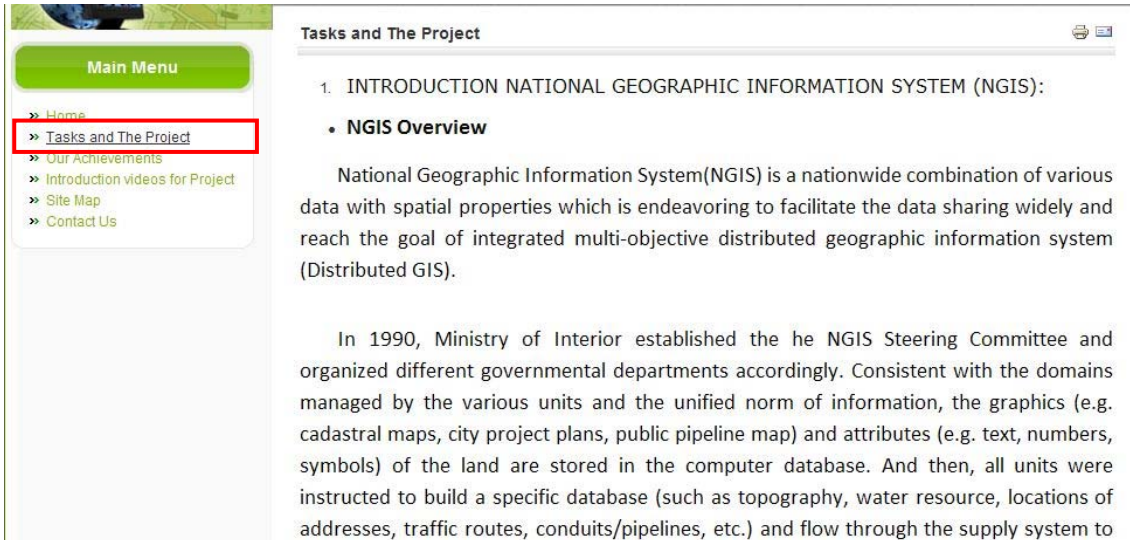 Main Menu
» Home
» Tasks and The Project
» Our Achievements
» Introduction videos for Project
» Site Map
» Contact Us
Tasks and The Project
1. INTRODUCTION NATIONAL GEOGRAPHIC INFORMATION SYSTEM (NGIS):
• NGIS Overview
National Geographic Information System(NGIS) is a nationwide combination of various
data with spatial properties which is endeavoring to facilitate the data sharing widely and
reach the goal of integrated multi-objective distributed geographic information system
(Distributed GIS).
In 1990, Ministry of Interior established the he NGIS Steering Committee and
organized different governmental departments accordingly. Consistent with the domains
managed by the various units and the unified norm of information, the graphics (e.g.
cadastral maps, city project plans, public pipeline map) and attributes (e.g. text, numbers,
symbols) of the land are stored in the computer database. And then, all units were
instructed to build a specific database (such as topography, water resource, locations of
addresses, traffic routes, conduits/pipelines, etc.) and flow through the supply system to